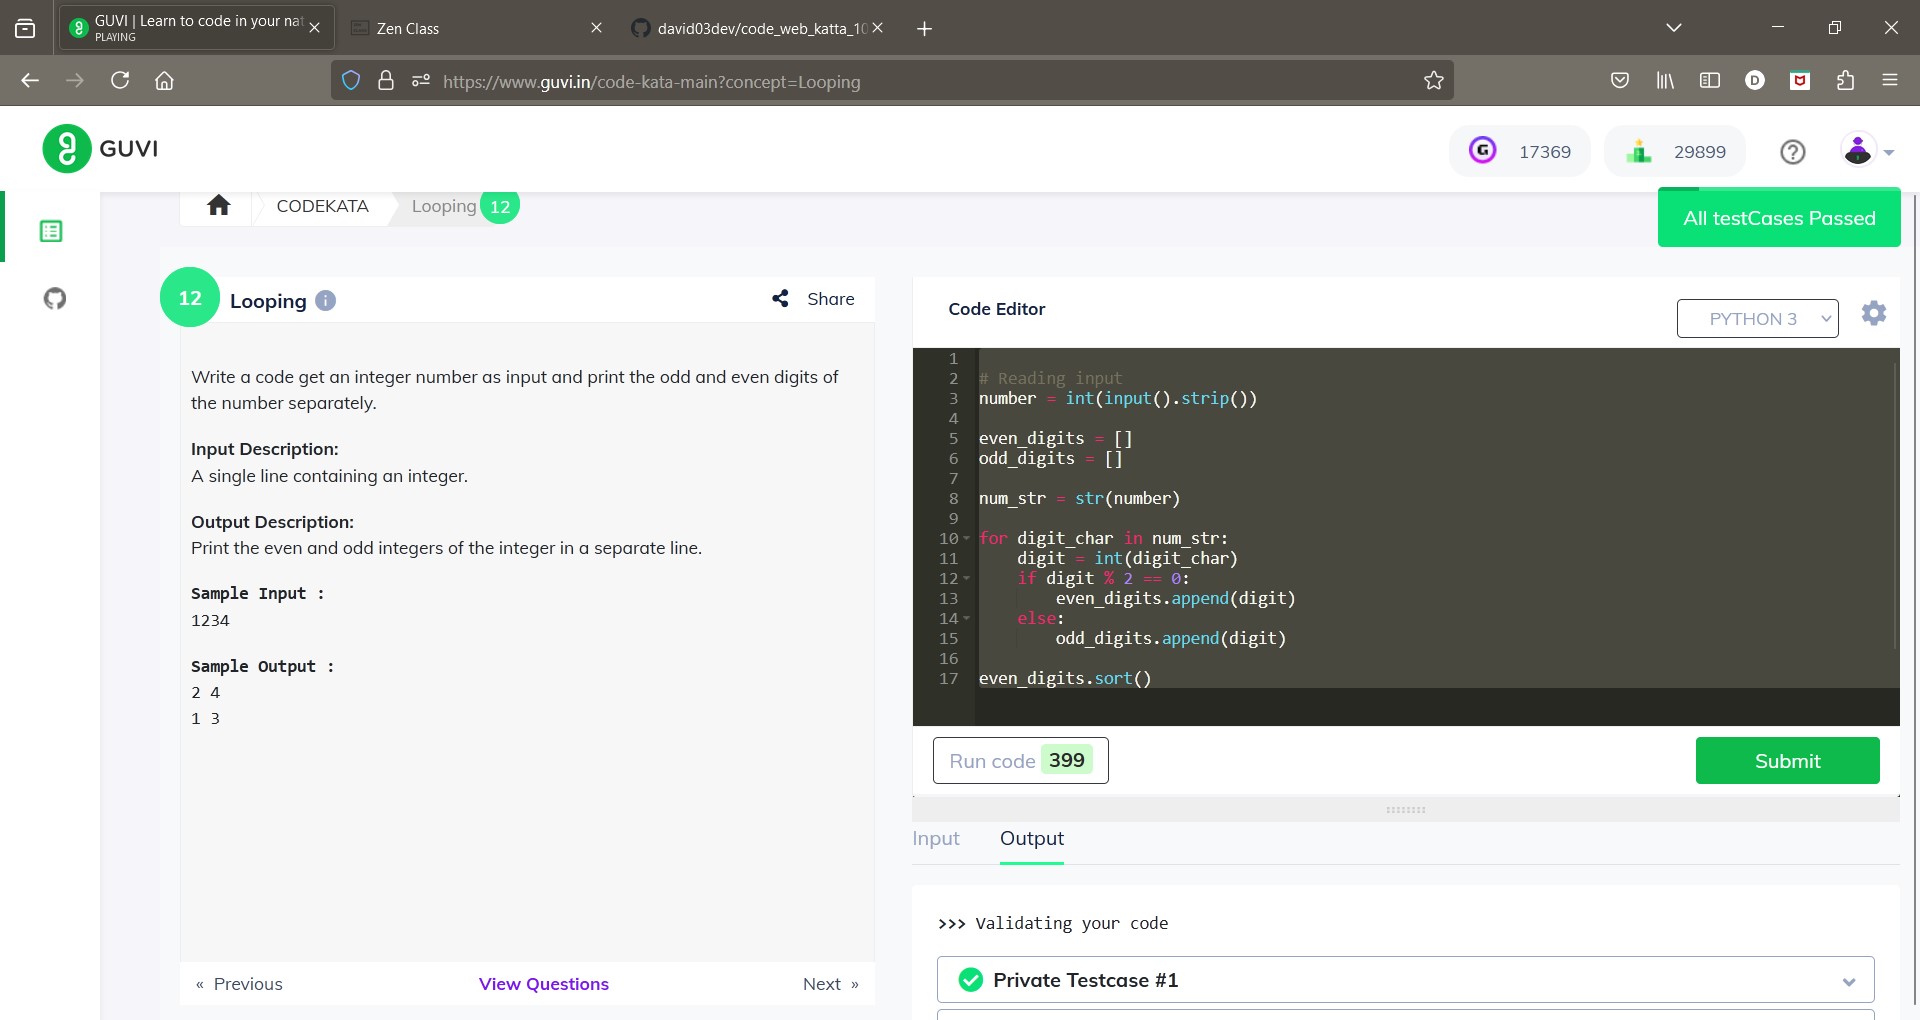 GUVI | Learn to code in your nat
PLAYING
Zen Class
david03dev/code_web_katta_10
https://www.guvi.in/code-kata-main?concept=Looping
D
GUVI
G
17369
29899
CODEKATA
Looping
12
All testCases Passed
12
Looping
Share
Write a code get an integer number as input and print the odd and even digits of
the number separately.
Input Description:
A single line containing an integer.
Output Description:
Print the even and odd integers of the integer in a separate line.
Sample Input :
1234
Sample Output :
2 4
1 3
« Previous
View Questions
Next »
Code Editor
PYTHON 3
1
2 # Reading input
3 number = int(input().strip())
4
5 even_digits = []
6 odd_digits = []
7
8 num_str = str(number)
9
10 for digit_char in num_str:
11     digit = int(digit_char)
12     if digit % 2 == 0:
13         even_digits.append(digit)
14     else:
15         odd_digits.append(digit)
16
17 even_digits.sort()
Run code 399
Submit
Input
Output
>>> Validating your code
Private Testcase #1